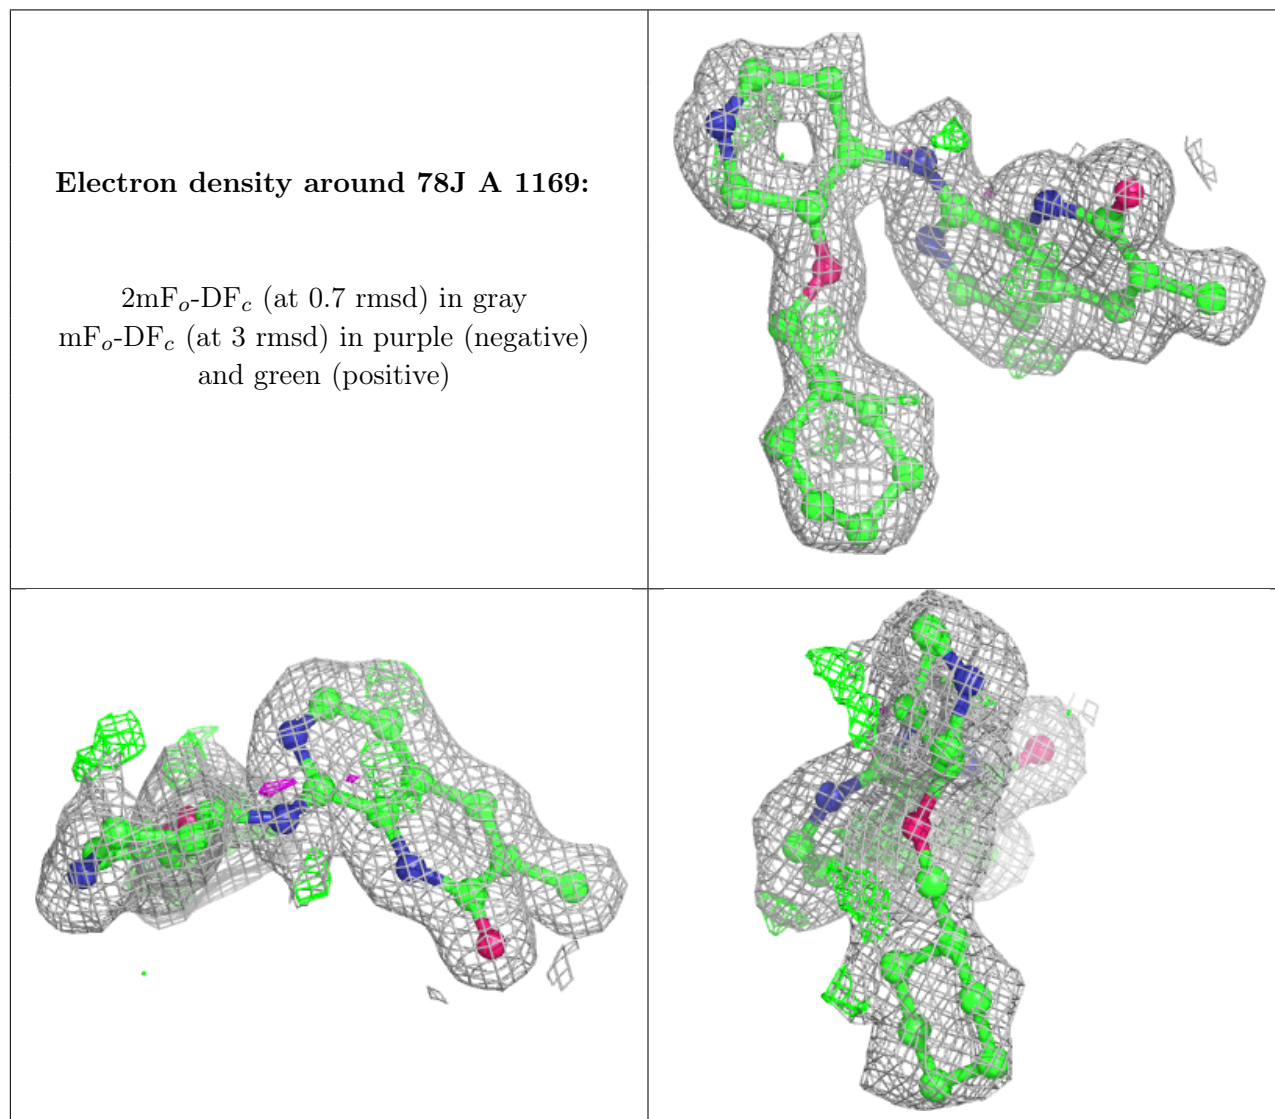 Electron density around 78J A 1169:
2mFo-DFc (at 0.7 rmsd) in gray
mFo-DFc (at 3 rmsd) in purple (negative)
and green (positive)